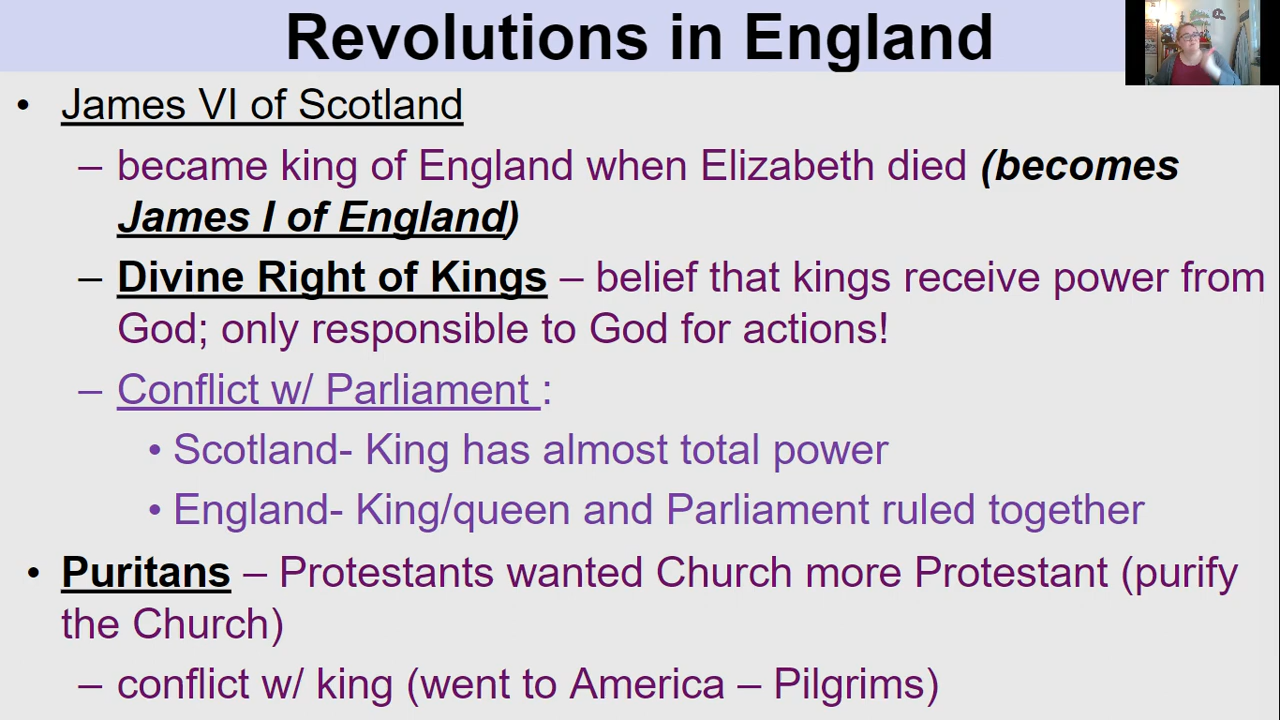 Revolutions in England
• James VI of Scotland
– became king of England when Elizabeth died (becomes
James I of England)
– Divine Right of Kings – belief that kings receive power from
God; only responsible to God for actions!
– Conflict w/ Parliament :
• Scotland- King has almost total power
• England- King/queen and Parliament ruled together
• Puritans – Protestants wanted Church more Protestant (purify
the Church)
– conflict w/ king (went to America – Pilgrims)